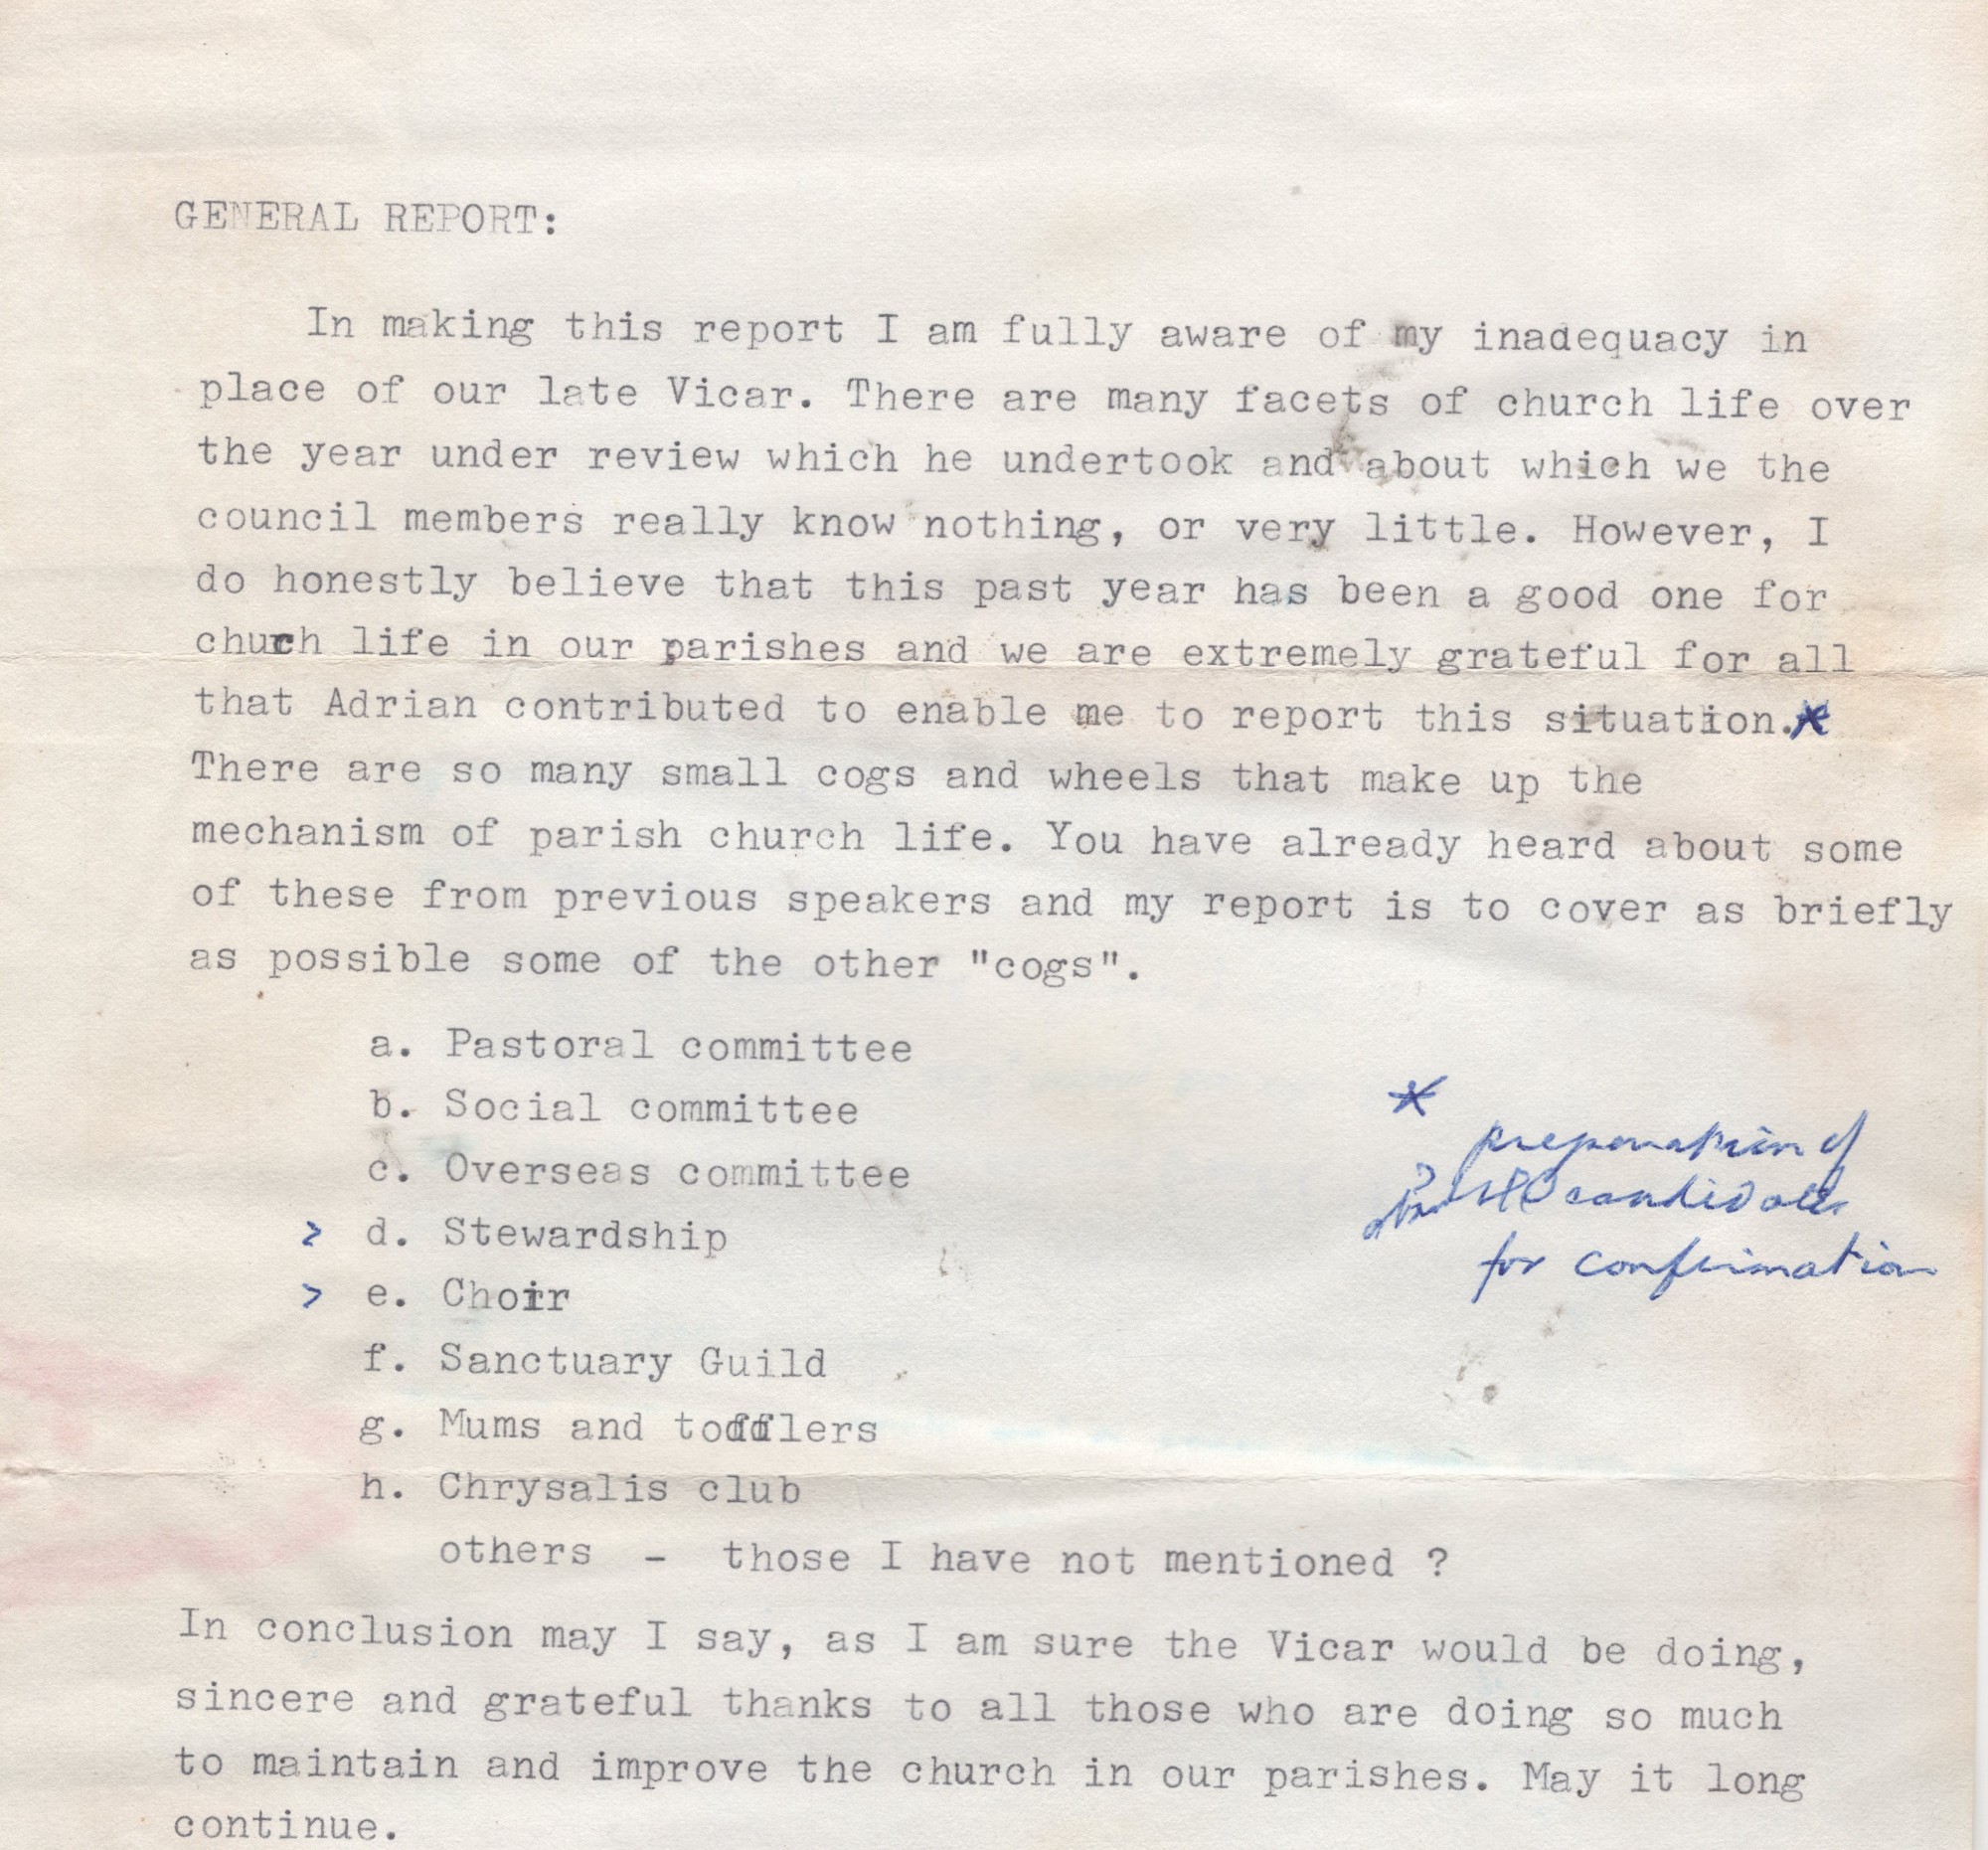 GENERAL REPORT:
In making this report I am fully aware of my inadequacy in
place of our late Vicar. There are many facets of church life over
the year under review which he undertook and about which we the
council members really know nothing, or very little. However, I
do honestly believe that this past year has been a good one for
church life in our parishes and we are extremely grateful for all
that Adrian contributed to enable me to report this situation.*
There are so many small cogs and wheels that make up the
mechanism of parish church life. You have already heard about some
of these from previous speakers and my report is to cover as briefly
as possible some of the other "cogs".
a. Pastoral committee
b. Social committee
c. Overseas committee
> d. Stewardship
> e. Choir
f. Sanctuary Guild
g. Mums and toddlers
h. Chrysalis club
others - those I have not mentioned ?
*
preparation of
candidates
for confirmation
In conclusion may I say, as I am sure the Vicar would be doing,
sincere and grateful thanks to all those who are doing so much
to maintain and improve the church in our parishes. May it long
continue.